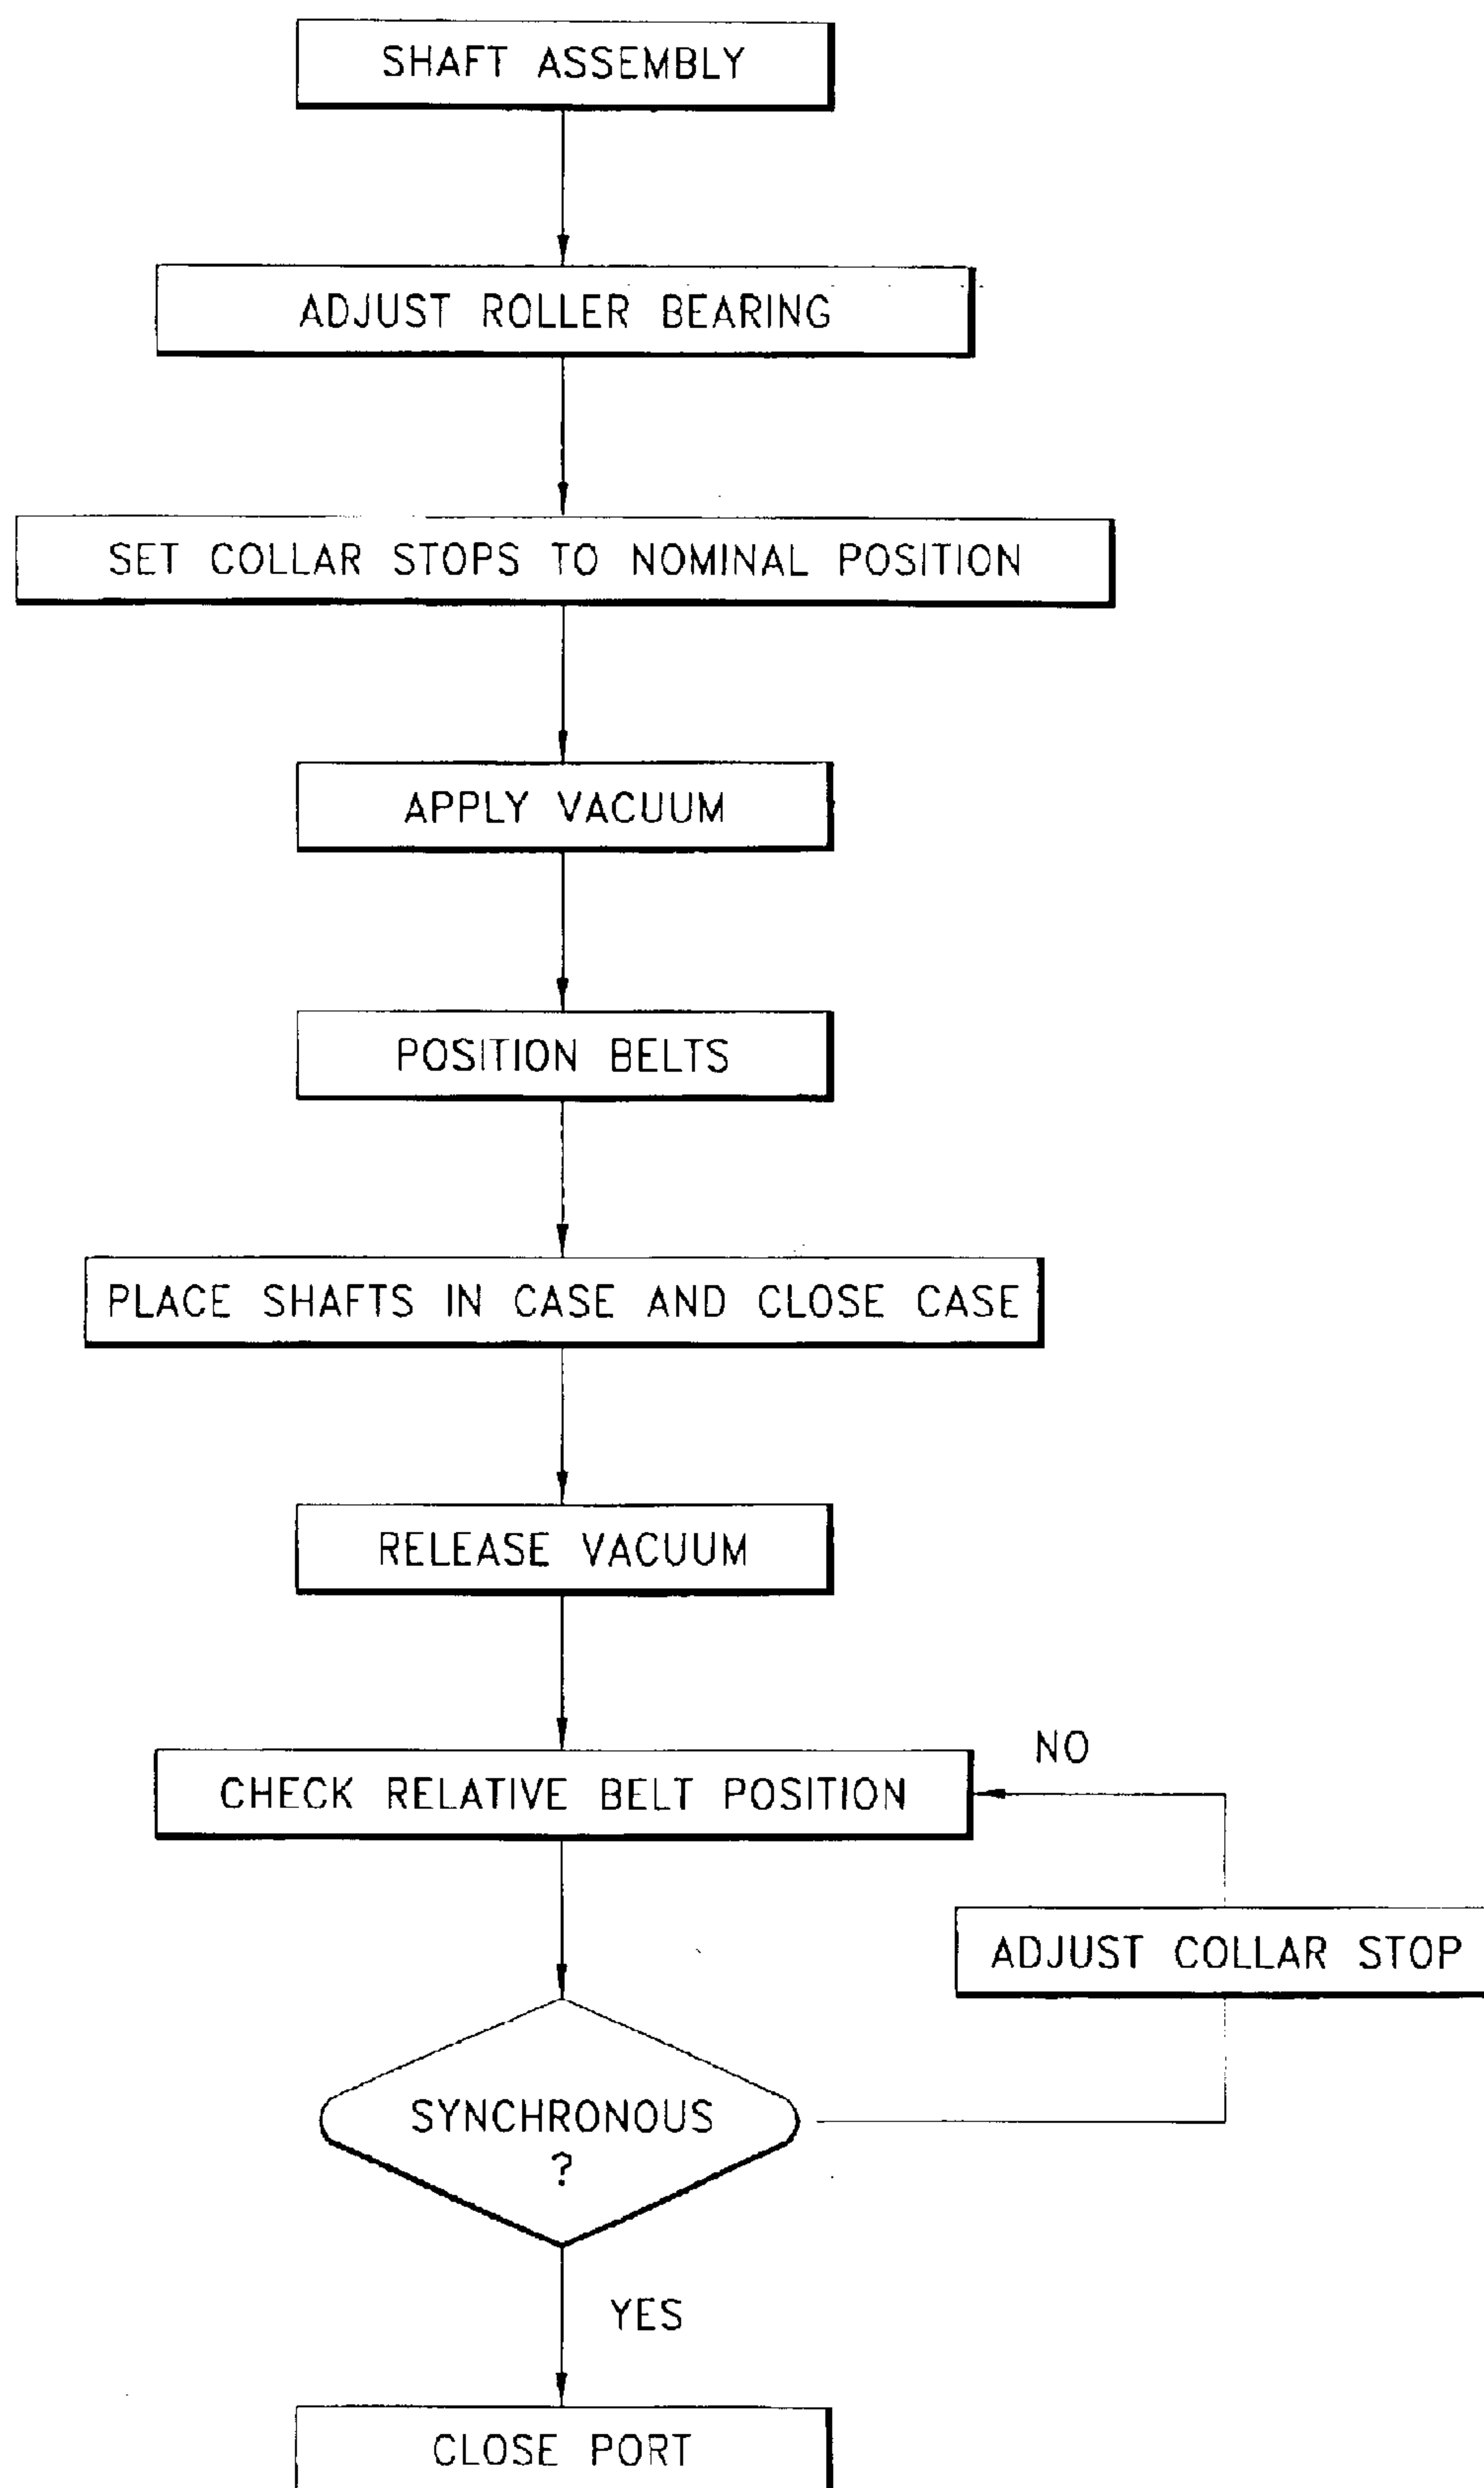 SHAFT ASSEMBLY
ADJUST ROLLER BEARING
SET COLLAR STOPS TO NOMINAL POSITION
APPLY VACUUM
POSITION BELTS
PLACE SHAFTS IN CASE AND CLOSE CASE
RELEASE VACUUM
NO
CHECK RELATIVE BELT POSITION
ADJUST COLLAR STOP
SYNCHRONOUS
?
YES
CLOSE PORT